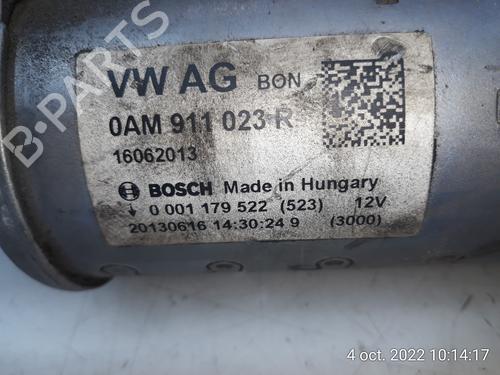 VW AG BON
0AM 911 023 R
16062013
BOSCH Made in Hungary
↓ 0 001 179 522 (523) 12V
20130616 14:30:24 9 (3000)
B-PARTS
4 oct. 2022 10:14:17